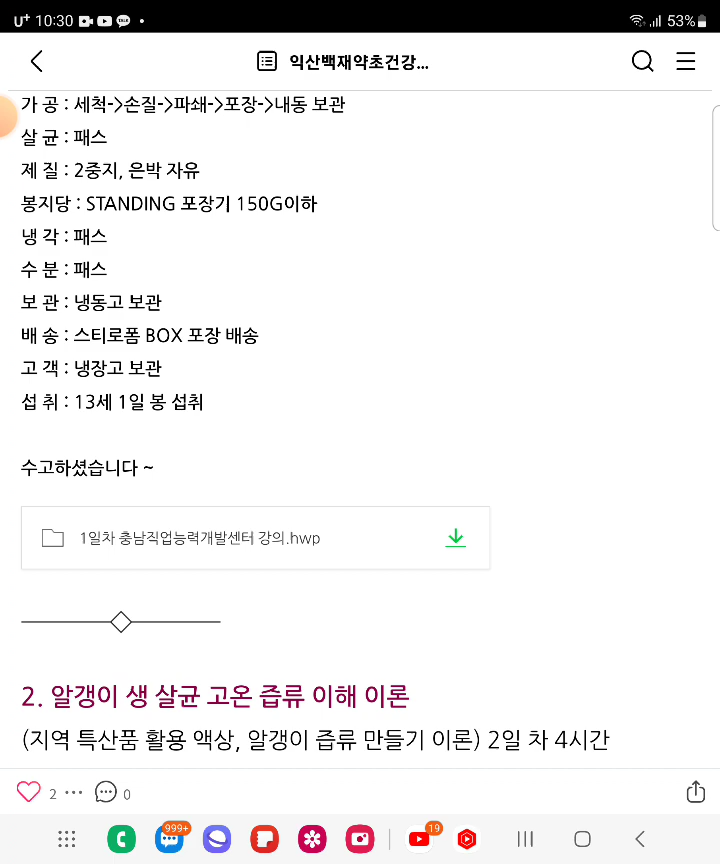 U+ 10:30 TALK 53%
익산백재약초건강...
가 공 : 세척->손질->파쇄->포장->내동 보관
살 균 : 패스
제 질 : 2중지, 은박 자유
봉지당 : STANDING 포장기 150G이하
냉 각 : 패스
수 분 : 패스
보 관 : 냉동고 보관
배 송 : 스티로폼 BOX 포장 배송
고 객 : 냉장고 보관
섭 취 : 13세 1일 봉 섭취
수고하셨습니다 ~
1일차 충남직업능력개발센터 강의.hwp
2. 알갱이 생 살균 고온 즙류 이해 이론
(지역 특산품 활용 액상, 알갱이 즙류 만들기 이론) 2일 차 4시간
2 0
999+ 19